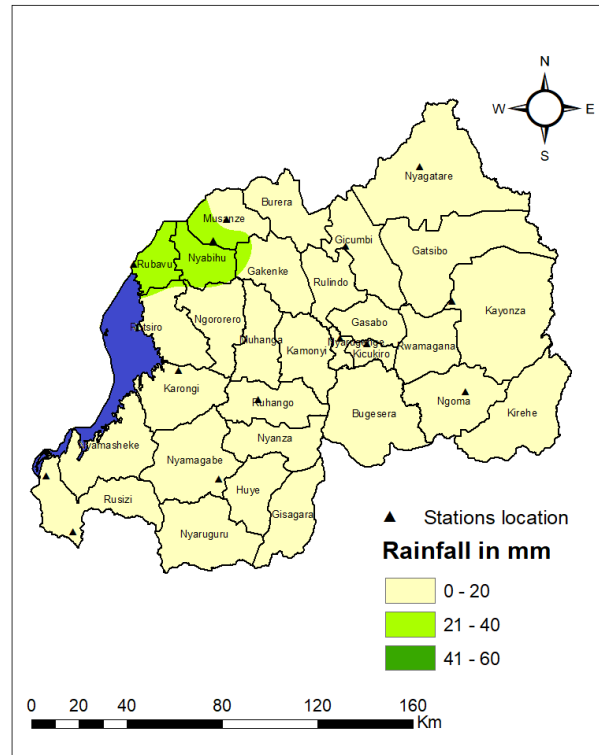 N
W E
S
Nyagatare
Burera
Musanze
Gicumbi
Gatsibo
Rubavu
Nyabihu
Gakenke
Rulindo
Kayonza
Rutsiro
Ngororero
Gasabo
Muhanga
Kamonyi
Nyarugenge
Rwamagana
Kicukiro
Karongi
Ruhango
Bugesera
Ngoma
Kirehe
Nyamasheke
Nyanza
Nyamagabe
Rusizi
Huye
Gisagara
Nyaruguru
Stations location
Rainfall in mm
0 - 20
21 - 40
41 - 60
0 20 40 80 120 160
Km